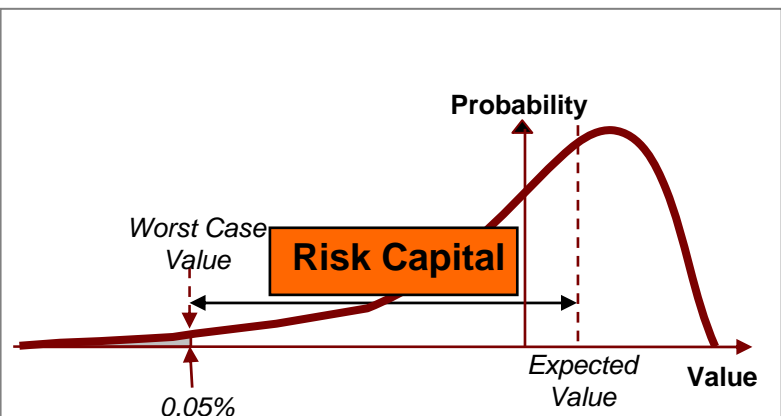 Probability
Worst Case
Value
Risk Capital
Expected
Value
Value
0.05%